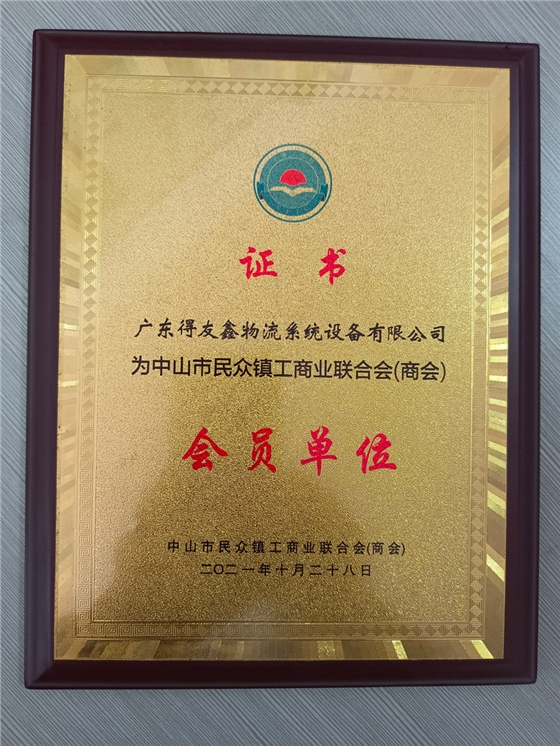 证书
广东得友鑫物流系统设备有限公司
为中山市民众镇工商业联合会(商会)
会员单位
中山市民众镇工商业联合会(商会)
二〇二一年十月二十八日